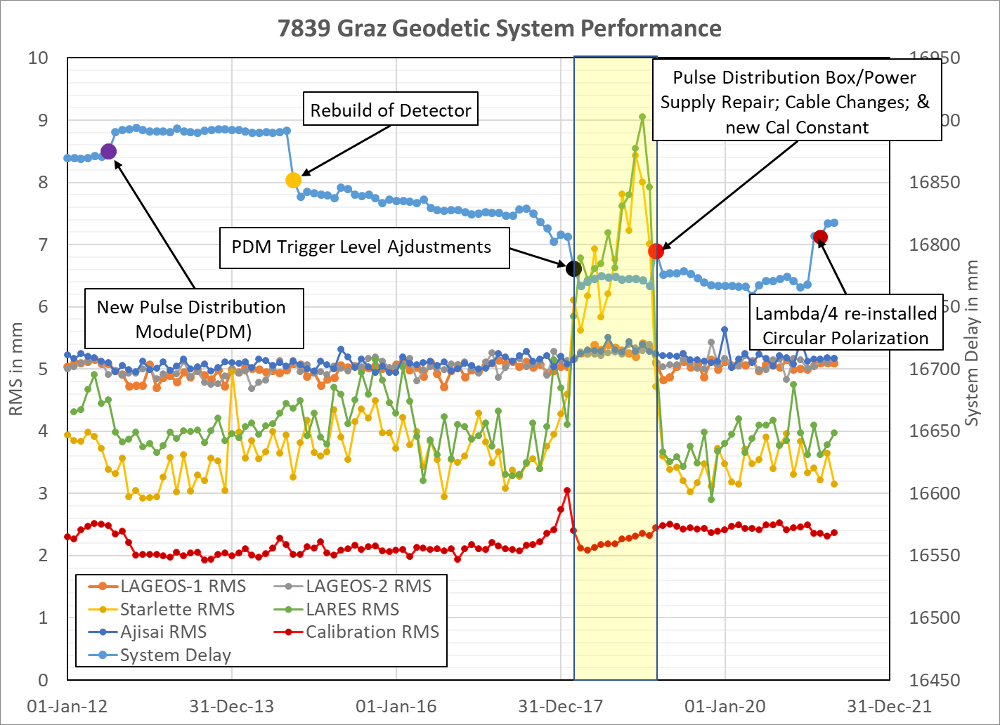 7839 Graz Geodetic System Performance
10
9
8
7
6
5
4
3
2
1
0
RMS in mm
16950
16850
16800
16700
16650
16600
16550
16500
16450
System Delay in mm
Rebuild of Detector
Pulse Distribution Box/Power
Supply Repair; Cable Changes; &
new Cal Constant
PDM Trigger Level Ajdustments
New Pulse Distribution
Module(PDM)
Lambda/4 re-installed
Circular Polarization
LAGEOS-1 RMS
LAGEOS-2 RMS
Starlette RMS
LARES RMS
Ajisai RMS
Calibration RMS
System Delay
01-Jan-12
31-Dec-13
01-Jan-16
31-Dec-17
01-Jan-20
31-Dec-21